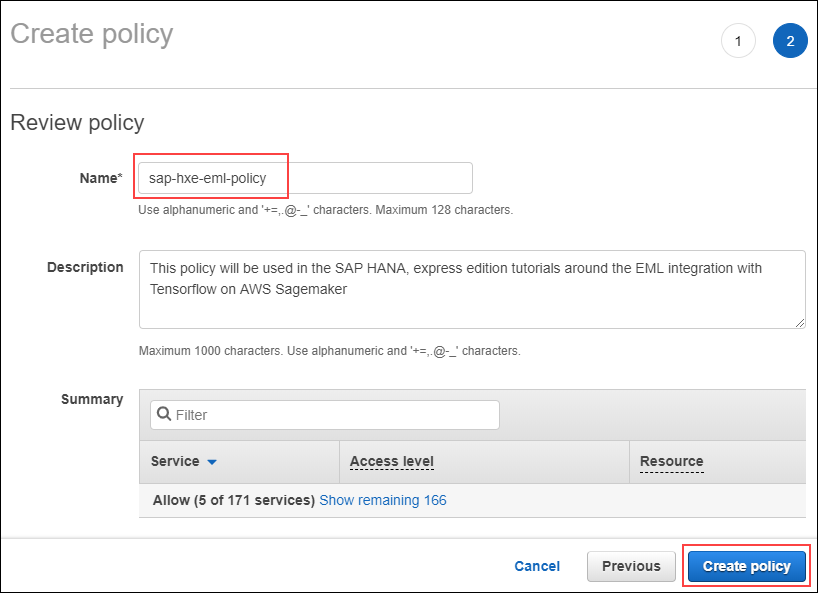 Create policy
1
2
Review policy
Name*
sap-hxe-eml-policy
Use alphanumeric and '+=,.@-_' characters. Maximum 128 characters.
Description
This policy will be used in the SAP HANA, express edition tutorials around the EML integration with
Tensorflow on AWS Sagemaker
Maximum 1000 characters. Use alphanumeric and '+=,.@-_' characters.
Summary
Filter
Service
Access level
Resource
Allow (5 of 171 services) Show remaining 166
Cancel
Previous
Create policy